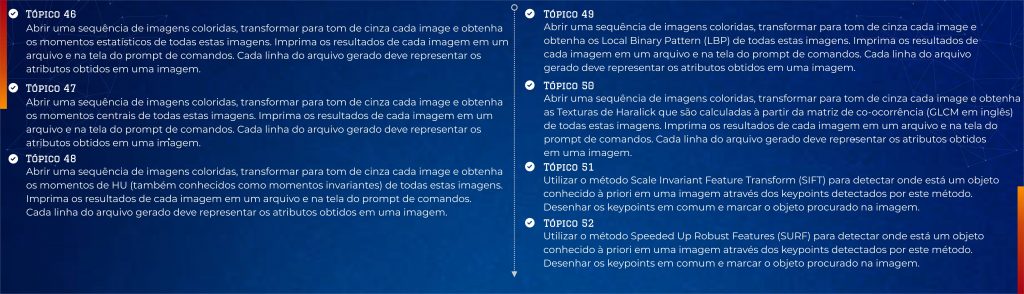 Tópico 46
Abrir uma sequência de imagens coloridas, transformar para tom de cinza cada image e obtenha
os momentos estatísticos de todas estas imagens. Imprima os resultados de cada imagem em um
arquivo e na tela do prompt de comandos. Cada linha do arquivo gerado deve representar os
atributos obtidos em uma imagem.
Tópico 47
Abrir uma sequência de imagens coloridas, transformar para tom de cinza cada image e obtenha
os momentos centrais de todas estas imagens. Imprima os resultados de cada imagem em um
arquivo e na tela do prompt de comandos. Cada linha do arquivo gerado deve representar os
atributos obtidos em uma imagem.
Tópico 48
Abrir uma sequência de imagens coloridas, transformar para tom de cinza cada image e obtenha
os momentos de HU (também conhecidos como momentos invariantes) de todas estas imagens.
Imprima os resultados de cada imagem em um arquivo e na tela do prompt de comandos.
Cada linha do arquivo gerado deve representar os atributos obtidos em uma imagem.
Tópico 49
Abrir uma sequência de imagens coloridas, transformar para tom de cinza cada image e
obtenha os Local Binary Pattern (LBP) de todas estas imagens. Imprima os resultados de
cada imagem em um arquivo e na tela do prompt de comandos. Cada linha do arquivo
gerado deve representar os atributos obtidos em uma imagem.
Tópico 50
Abrir uma sequência de imagens coloridas, transformar para tom de cinza cada image e obtenha
as Texturas de Haralick que são calculadas à partir da matriz de co-ocorrência (GLCM em inglês)
de todas estas imagens. Imprima os resultados de cada imagem em um arquivo e na tela do
prompt de comandos. Cada linha do arquivo gerado deve representar os atributos obtidos
em uma imagem.
Tópico 51
Utilizar o método Scale Invariant Feature Transform (SIFT) para detectar onde está um objeto
conhecido à priori em uma imagem através dos keypoints detectados por este método.
Desenhar os keypoints em comum e marcar o objeto procurado na imagem.
Tópico 52
Utilizar o método Speeded Up Robust Features (SURF) para detectar onde está um objeto
conhecido à priori em uma imagem através dos keypoints detectados por este método.
Desenhar os keypoints em comum e marcar o objeto procurado na imagem.